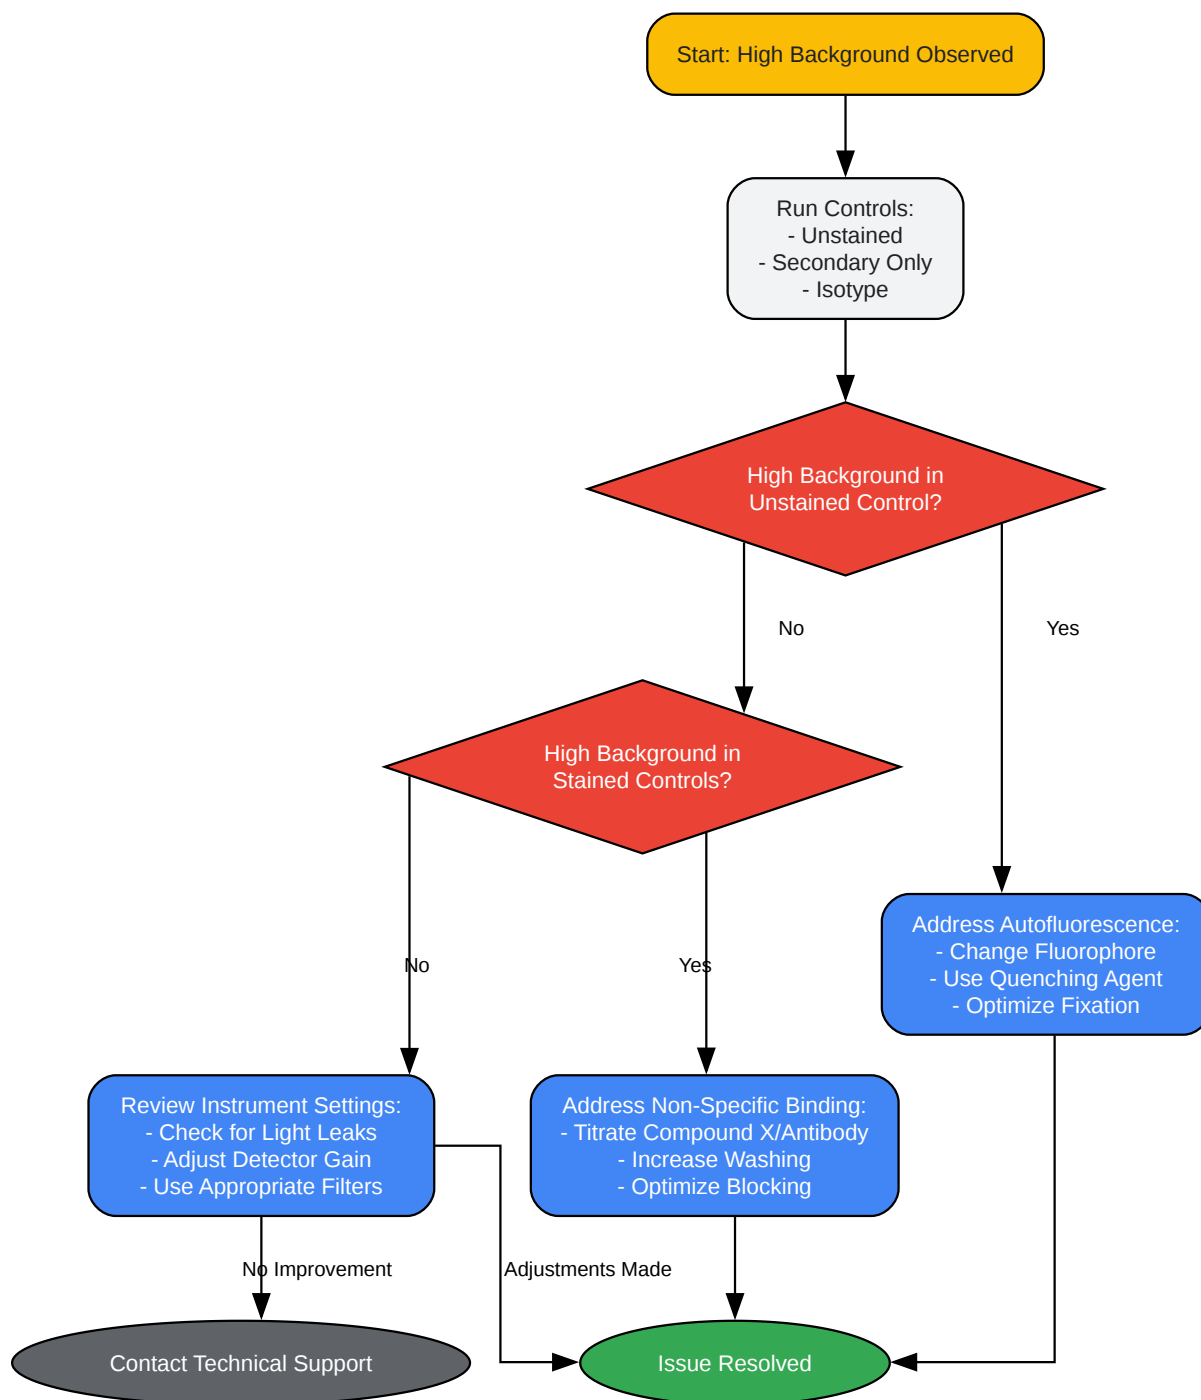 Start: High Background Observed
Run Controls:
- Unstained
- Secondary Only
- Isotype
High Background in
Unstained Control?
No
Yes
High Background in
Stained Controls?
No
Yes
Address Autofluorescence:
- Change Fluorophore
- Use Quenching Agent
- Optimize Fixation
Review Instrument Settings:
- Check for Light Leaks
- Adjust Detector Gain
- Use Appropriate Filters
Address Non-Specific Binding:
- Titrate Compound X/Antibody
- Increase Washing
- Optimize Blocking
No Improvement
Adjustments Made
Contact Technical Support
Issue Resolved